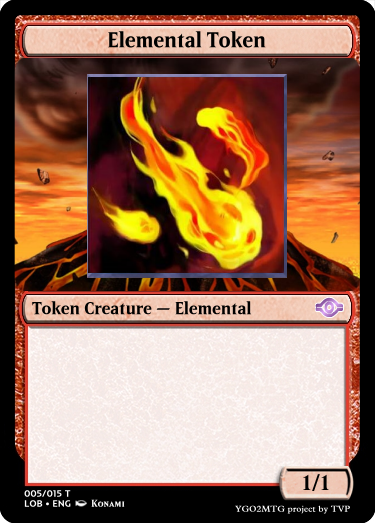 Elemental Token
Token Creature — Elemental
1/1
005/015 T
LOB • ENG Konami
YGO2MTG project by TVP